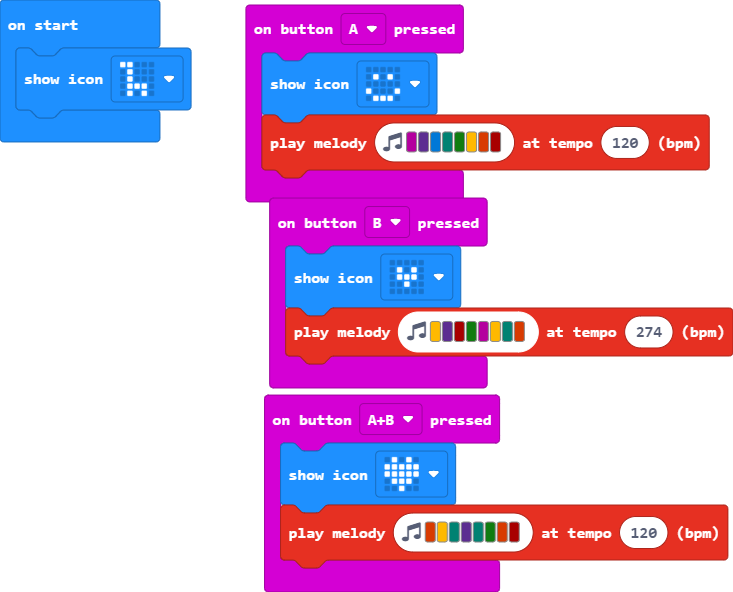 on start
show icon
on button A pressed
show icon
play melody at tempo 120 (bpm)
on button B pressed
show icon
play melody at tempo 274 (bpm)
on button A+B pressed
show icon
play melody at tempo 120 (bpm)